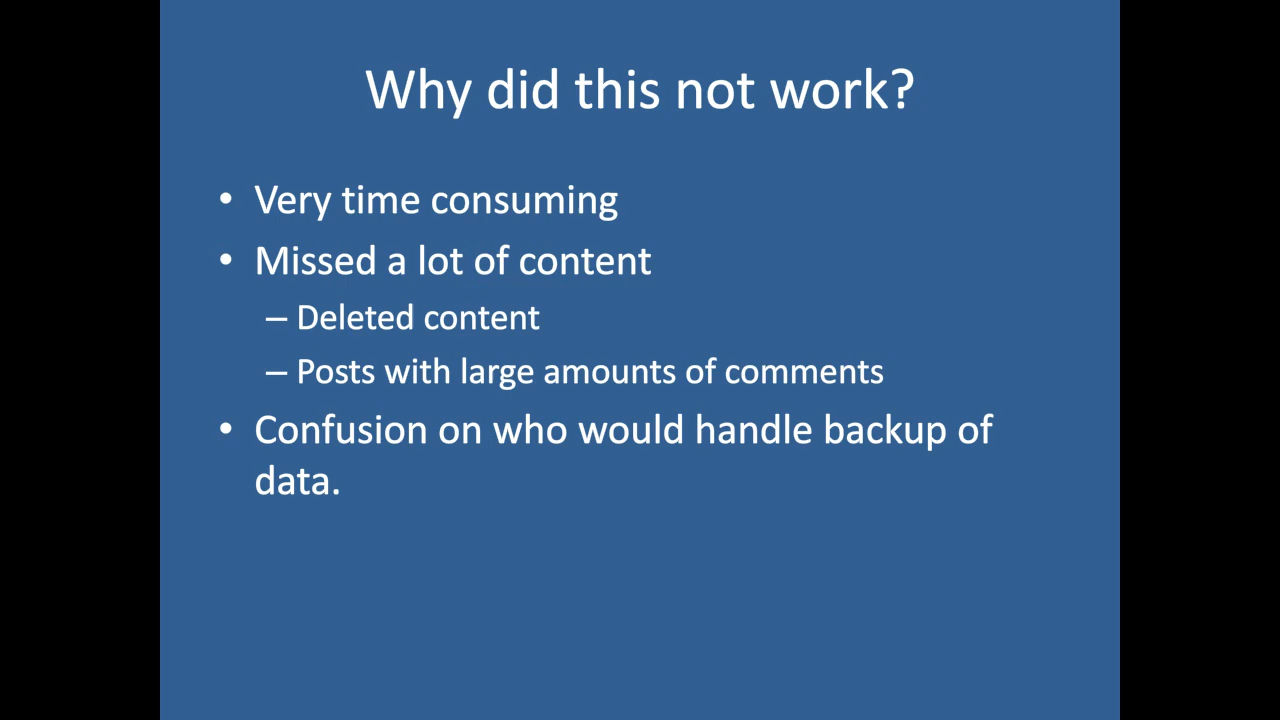 Why did this not work?
• Very time consuming
• Missed a lot of content
– Deleted content
– Posts with large amounts of comments
• Confusion on who would handle backup of
data.